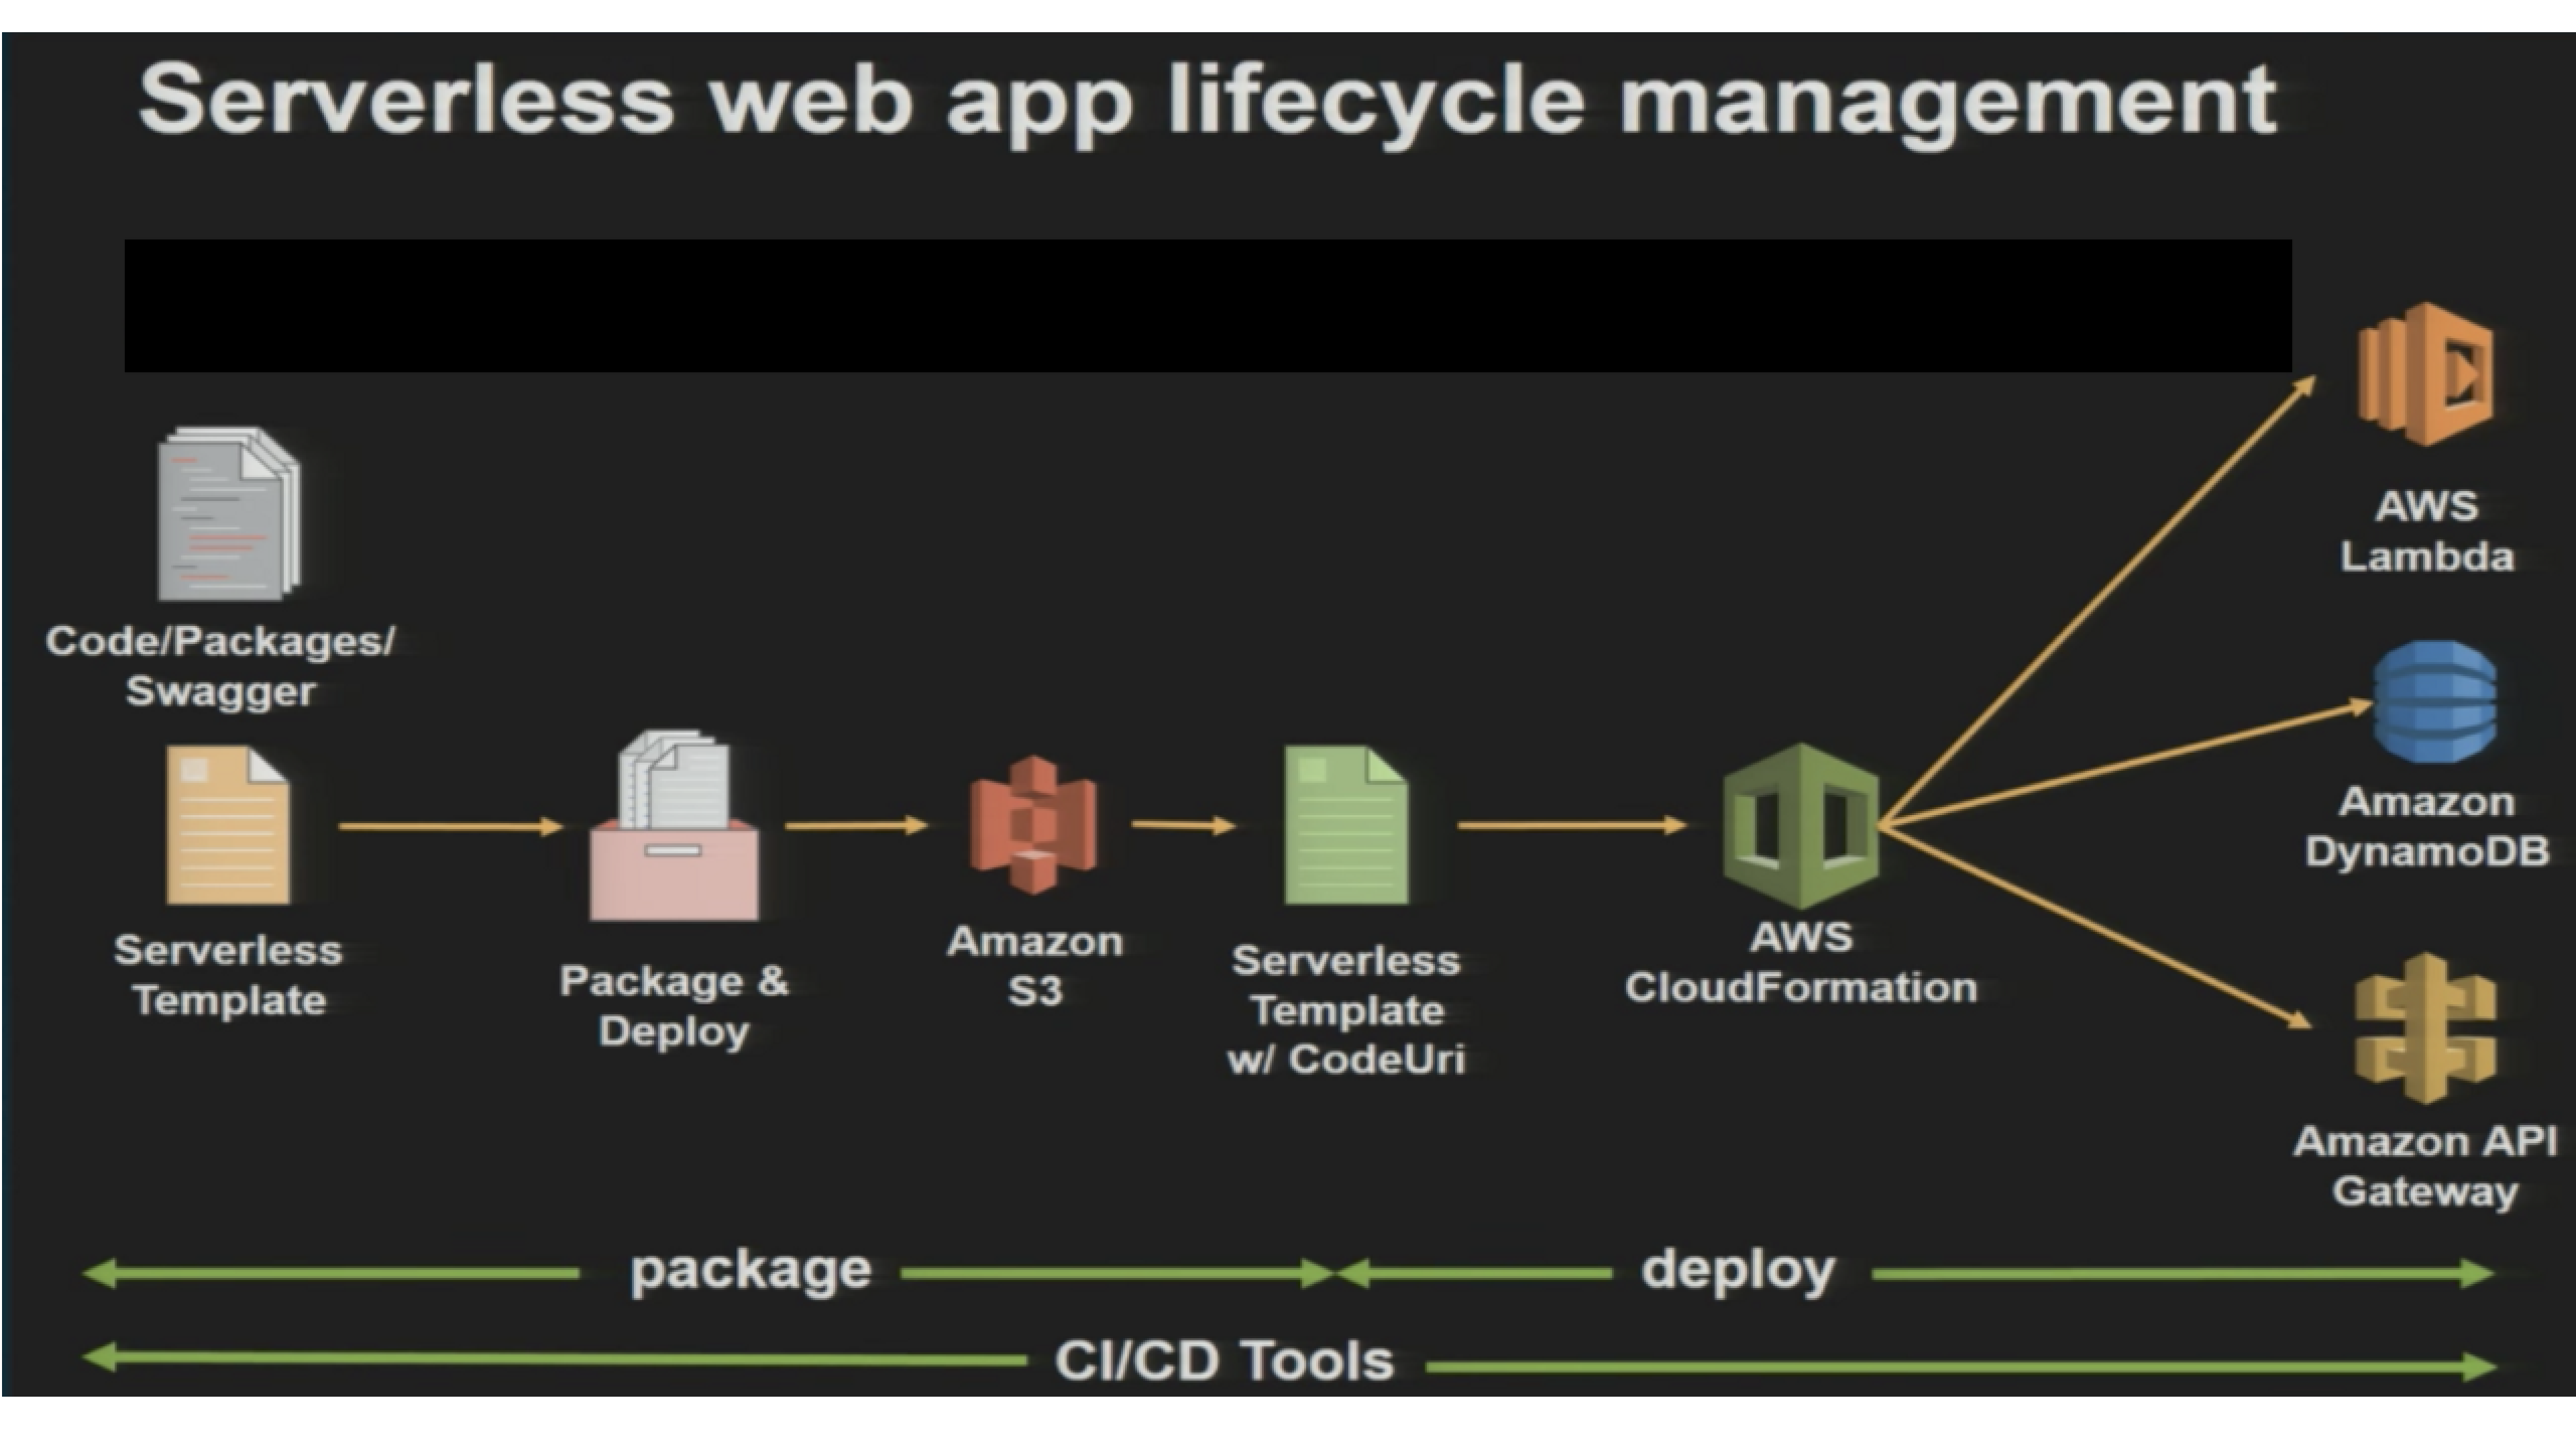 Serverless web app lifecycle management
Code/Packages/
Swagger
Serverless
Template
Package &
Deploy
Amazon
S3
Serverless
Template
w/ CodeUri
AWS
CloudFormation
AWS
Lambda
Amazon
DynamoDB
Amazon API
Gateway
package
deploy
CI/CD Tools